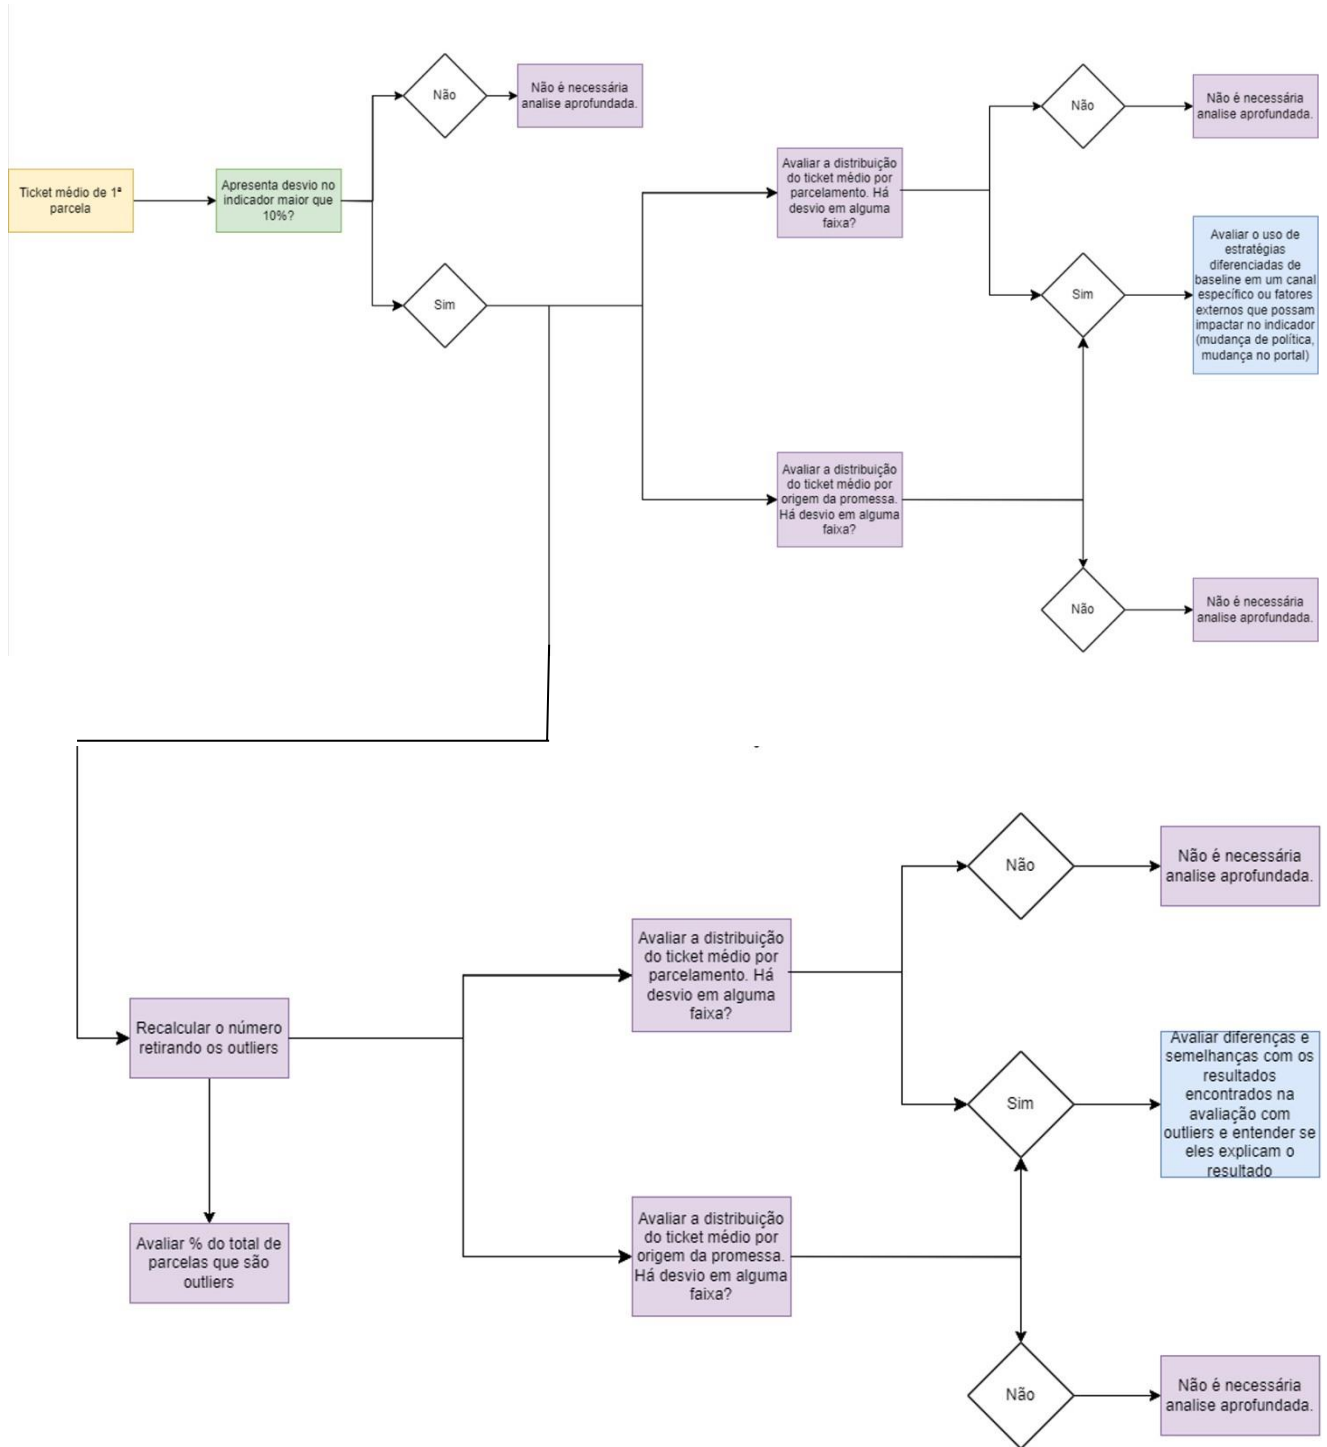 Não
Não é necessária
analise aprofundada.
Ticket médio de 1ª
parcela
Apresenta desvio no
indicador maior que
10%?
Sim
Avaliar a distribuição
do ticket médio por
parcelamento. Há
desvio em alguma
faixa?
Não
Não é necessária
analise aprofundada.
Sim
Avaliar o uso de
estratégias
diferenciadas de
baseline em um canal
específico ou fatores
externos que possam
impactar no indicador
(mudança de política,
mudança no portal)
Avaliar a distribuição
do ticket médio por
origem da promessa.
Há desvio em alguma
faixa?
Não
Não é necessária
analise aprofundada.
Recalcular o número
retirando os outliers
Avaliar % do total de
parcelas que são
outliers
Avaliar a distribuição
do ticket médio por
parcelamento. Há
desvio em alguma
faixa?
Não
Não é necessária
analise aprofundada.
Sim
Avaliar diferenças e
semelhanças com os
resultados
encontrados na
avaliação com
outliers e entender se
eles explicam o
resultado
Avaliar a distribuição
do ticket médio por
origem da promessa.
Há desvio em alguma
faixa?
Não
Não é necessária
analise aprofundada.